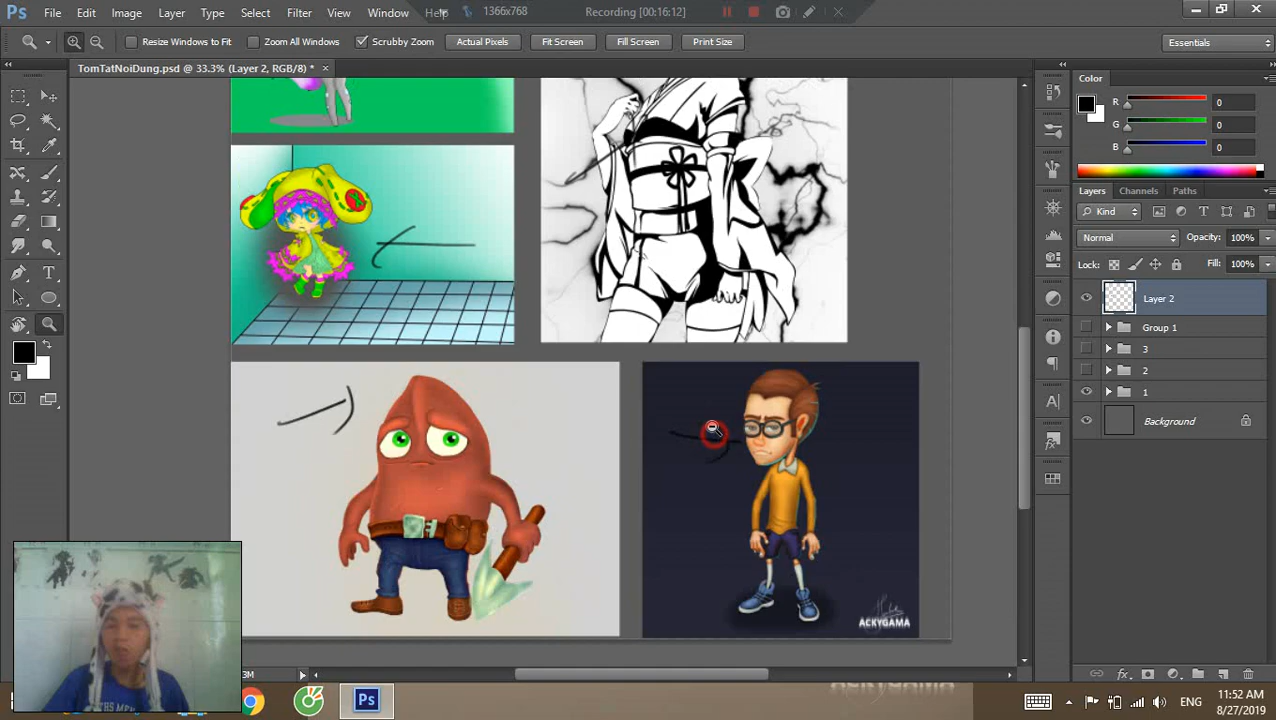 Ps File Edit Image Layer Type Select Filter View Window Help 1366x768 Recording [00:16:12]
Resize Windows to Fit Zoom All Windows Scrubby Zoom Actual Pixels Fit Screen Fill Screen Print Size Essentials
TomTatNoiDung.psd @ 33.3% (Layer 2, RGB/8) * ×
Color
R 0
G 0
B 0
Layers Channels Paths
Kind
Normal Opacity: 100%
Lock: Fill: 100%
Layer 2
Group 1
3
2
1
Background
ACKYGAMA
3M
ENG 11:52 AM
8/27/2019
Ps